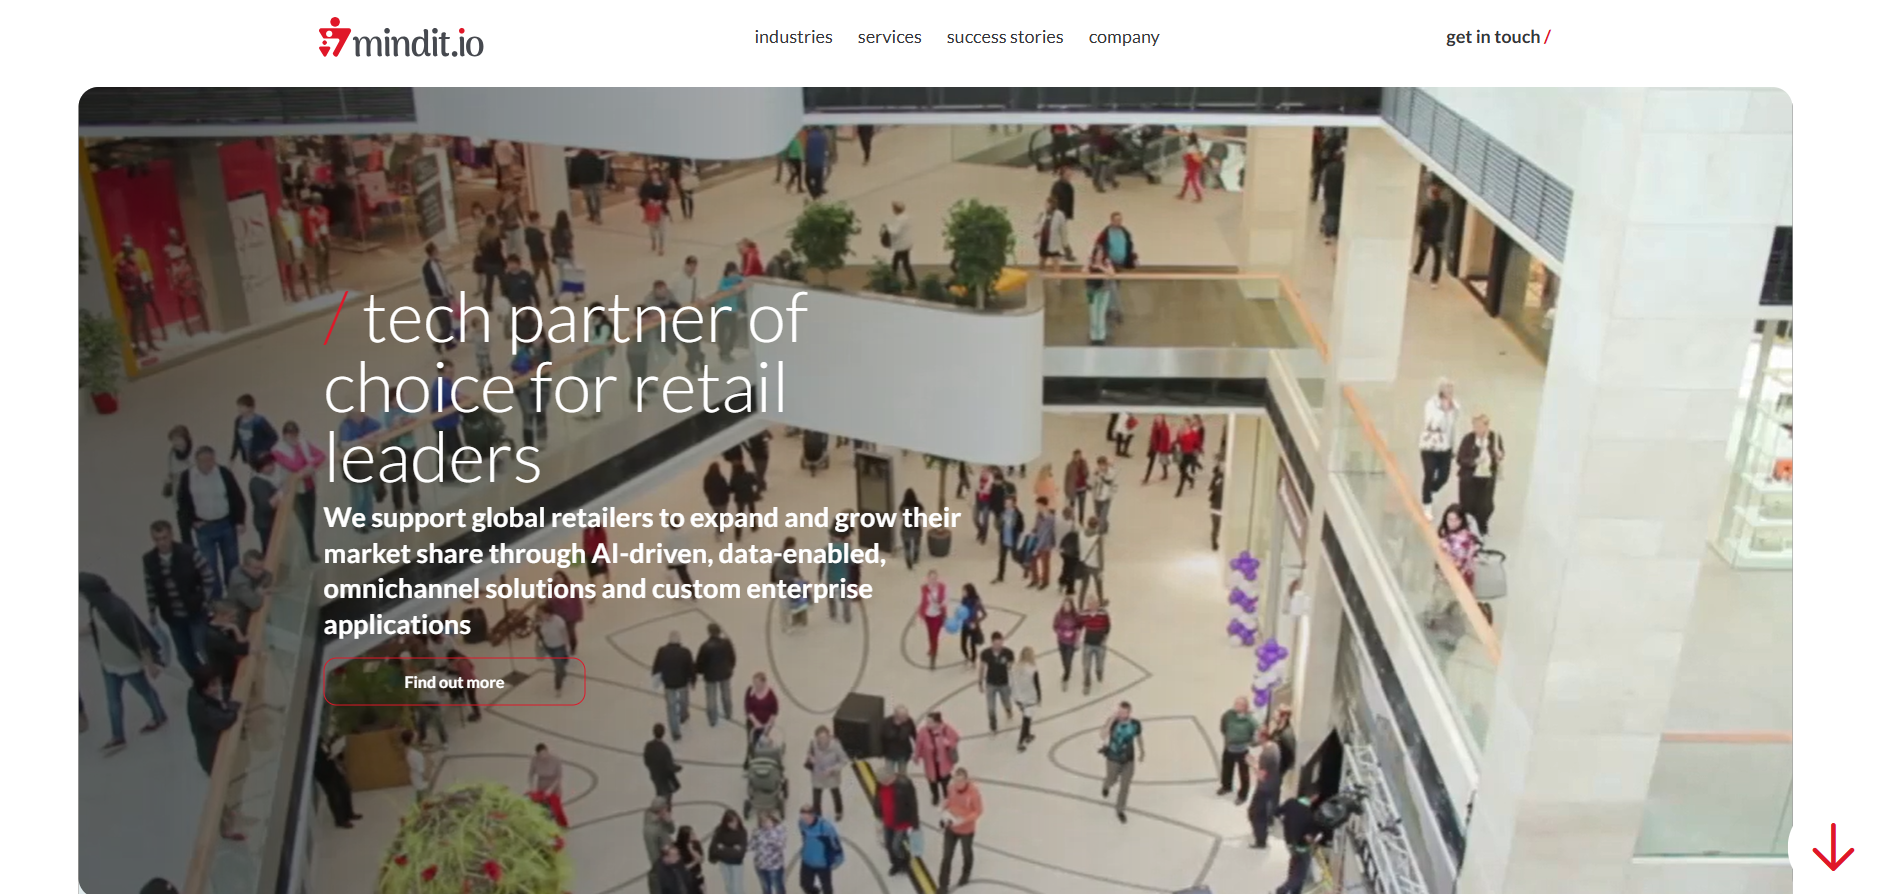 mindit.io
industries
services
success stories
company
get in touch /
/ tech partner of
choice for retail
leaders
We support global retailers to expand and grow their
market share through AI-driven, data-enabled,
omnichannel solutions and custom enterprise
applications
Find out more